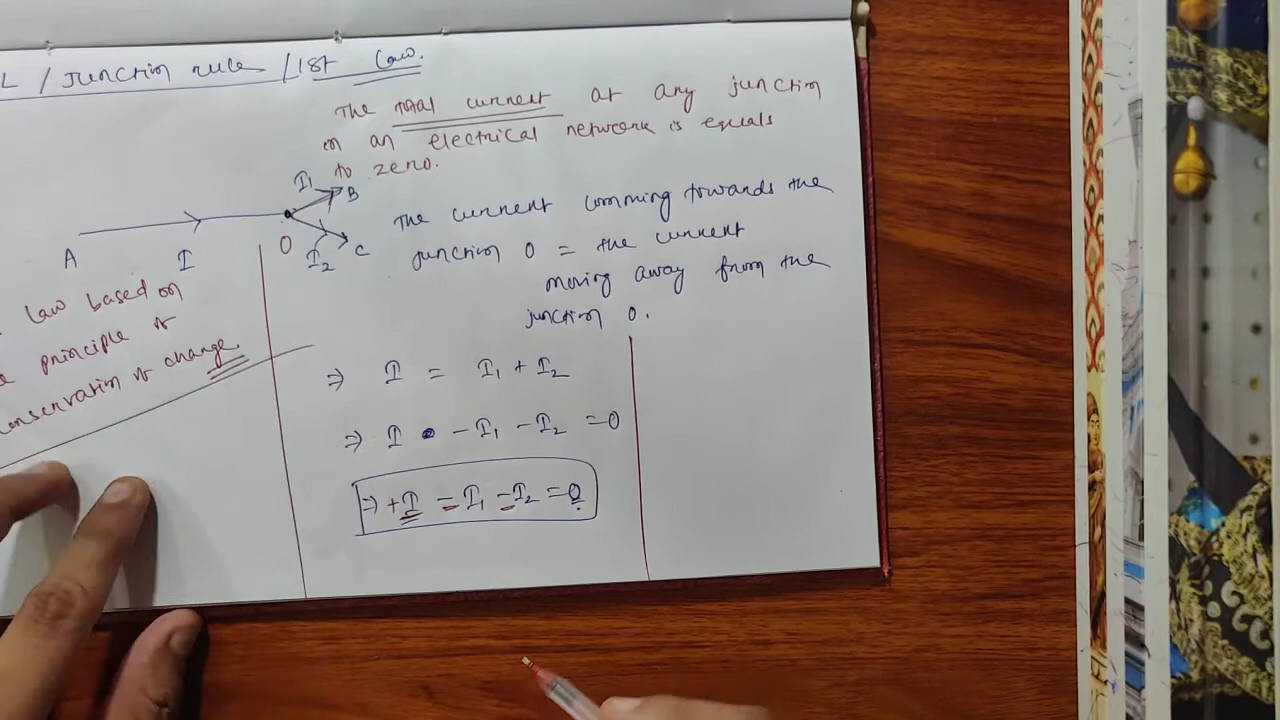 L / Junction rule / 1st law.
The total current at any junction
in an electrical network is equals
to zero.
I1
B
A
I
O
I2
C
The current comming towards the
junction O = the current
moving away from the
junction O.
law based on
principle of
conservation of charge.
⇒ I = I1 + I2
⇒ I - I1 - I2 = 0
⇒ +I - I1 - I2 = 0